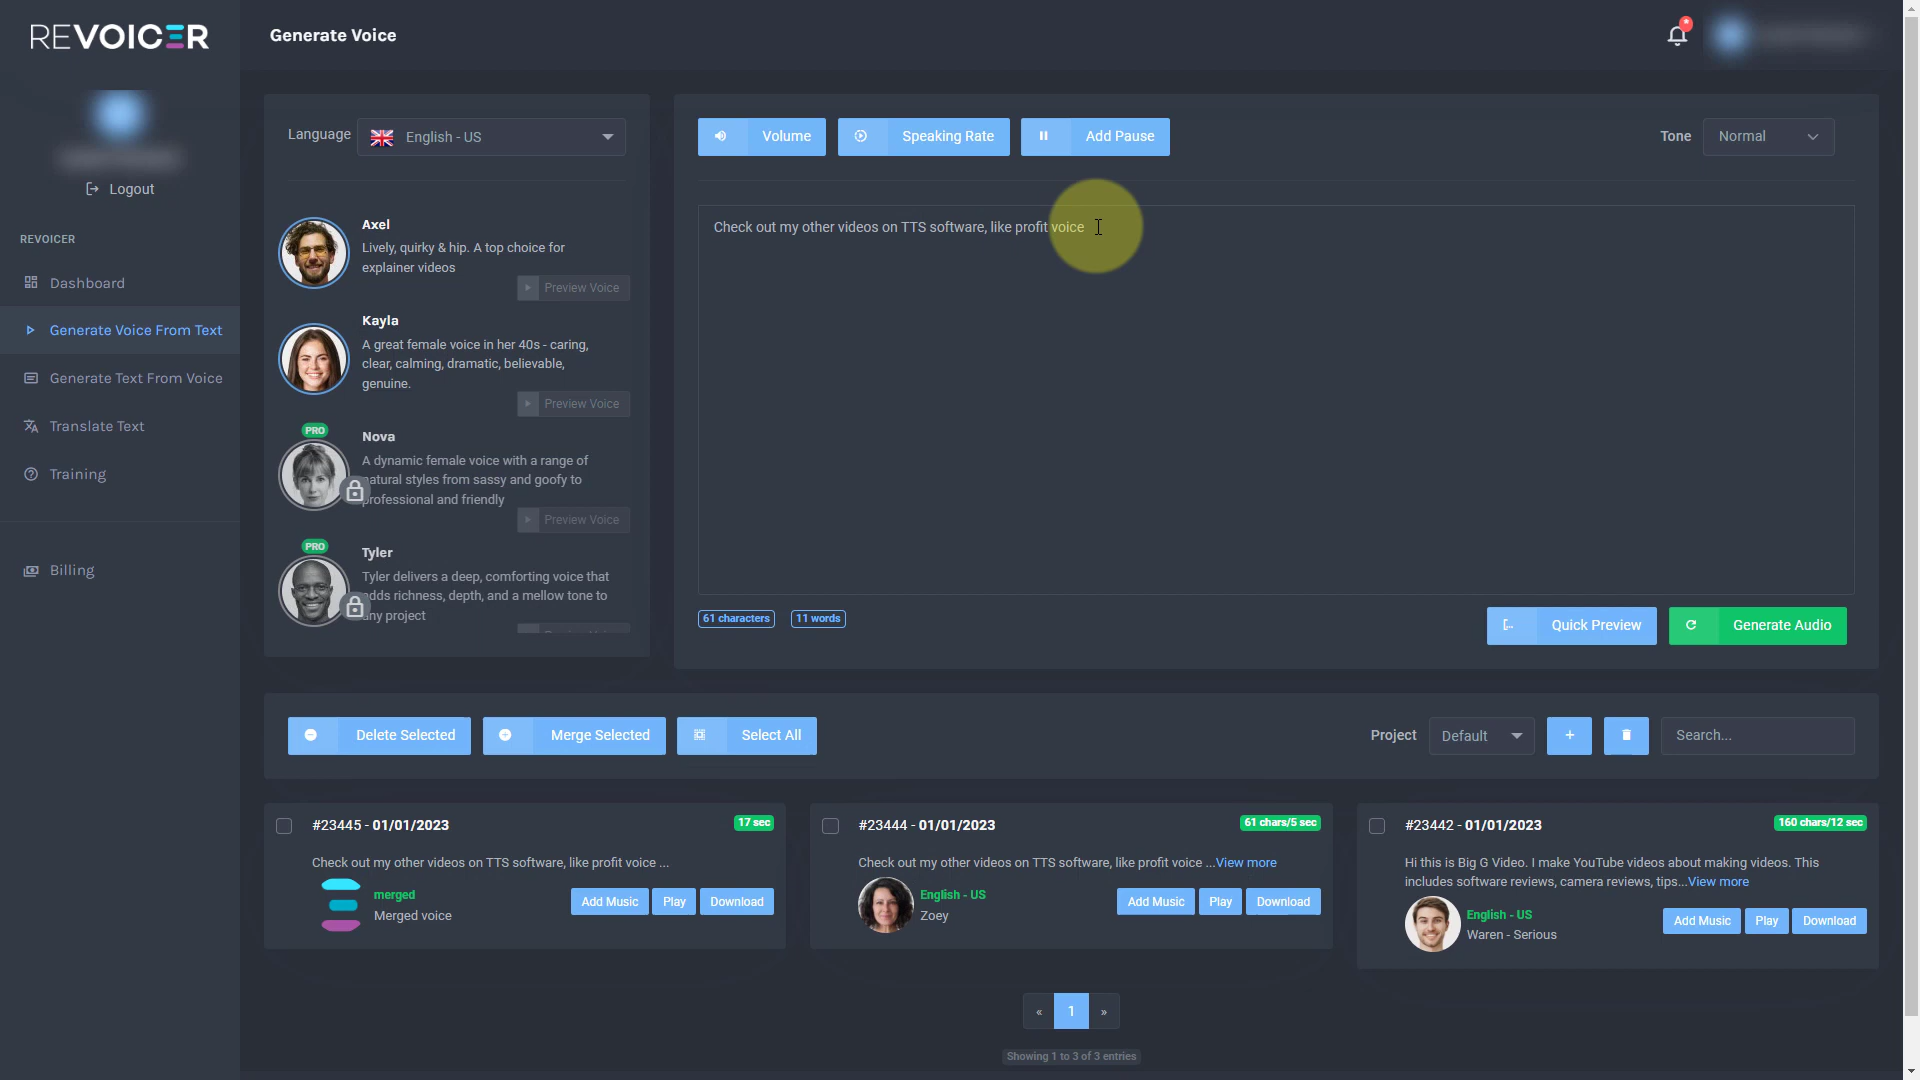 REVOICER
Generate Voice
Logout
REVOICER
Dashboard
Generate Voice From Text
Generate Text From Voice
Translate Text
Training
Billing
Language
English - US
Axel
Lively, quirky & hip. A top choice for
explainer videos
Preview Voice
Kayla
A great female voice in her 40s - caring,
clear, calming, dramatic, believable,
genuine.
Preview Voice
PRO
Nova
A dynamic female voice with a range of
natural styles from sassy and goofy to
professional and friendly
Preview Voice
PRO
Tyler
Tyler delivers a deep, comforting voice that
adds richness, depth, and a mellow tone to
any project
Volume
Speaking Rate
Add Pause
Tone
Normal
Check out my other videos on TTS software, like profit voice
61 characters
11 words
Quick Preview
Generate Audio
Delete Selected
Merge Selected
Select All
Project
Default
+
Search...
#23445 - 01/01/2023
17 sec
Check out my other videos on TTS software, like profit voice ...
merged
Merged voice
Add Music
Play
Download
#23444 - 01/01/2023
61 chars/5 sec
Check out my other videos on TTS software, like profit voice ...View more
English - US
Zoey
Add Music
Play
Download
#23442 - 01/01/2023
160 chars/12 sec
Hi this is Big G Video. I make YouTube videos about making videos. This
includes software reviews, camera reviews, tips...View more
English - US
Waren - Serious
Add Music
Play
Download
« 1 »
Showing 1 to 3 of 3 entries